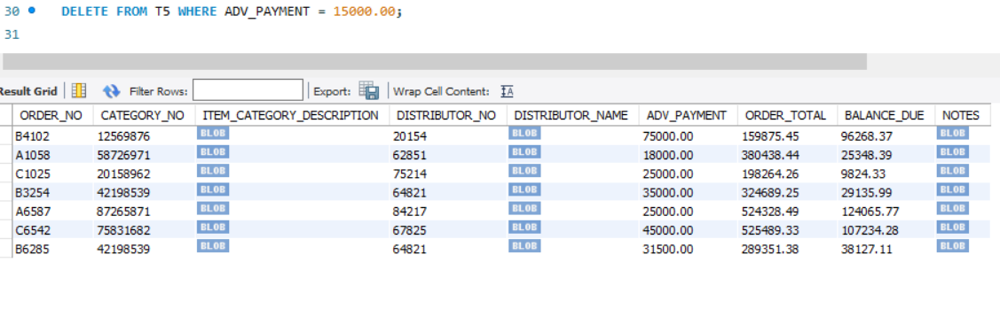 30 DELETE FROM T5 WHERE ADV_PAYMENT = 15000.00;
31
Result Grid Filter Rows: Export: Wrap Cell Content: IA
ORDER_NO CATEGORY_NO ITEM_CATEGORY_DESCRIPTION DISTRIBUTOR_NO DISTRIBUTOR_NAME ADV_PAYMENT ORDER_TOTAL BALANCE_DUE NOTES
B4102 12569876 BLOB 20154 BLOB 75000.00 159875.45 96268.37 BLOB
A1058 58726971 BLOB 62851 BLOB 18000.00 380438.44 25348.39 BLOB
C1025 20158962 BLOB 75214 BLOB 25000.00 198264.26 9824.33 BLOB
B3254 42198539 BLOB 64821 BLOB 35000.00 324689.25 29135.99 BLOB
A6587 87265871 BLOB 84217 BLOB 25000.00 524328.49 124065.77 BLOB
C6542 75831682 BLOB 67825 BLOB 45000.00 525489.33 107234.28 BLOB
B6285 42198539 BLOB 64821 BLOB 31500.00 289351.38 38127.11 BLOB